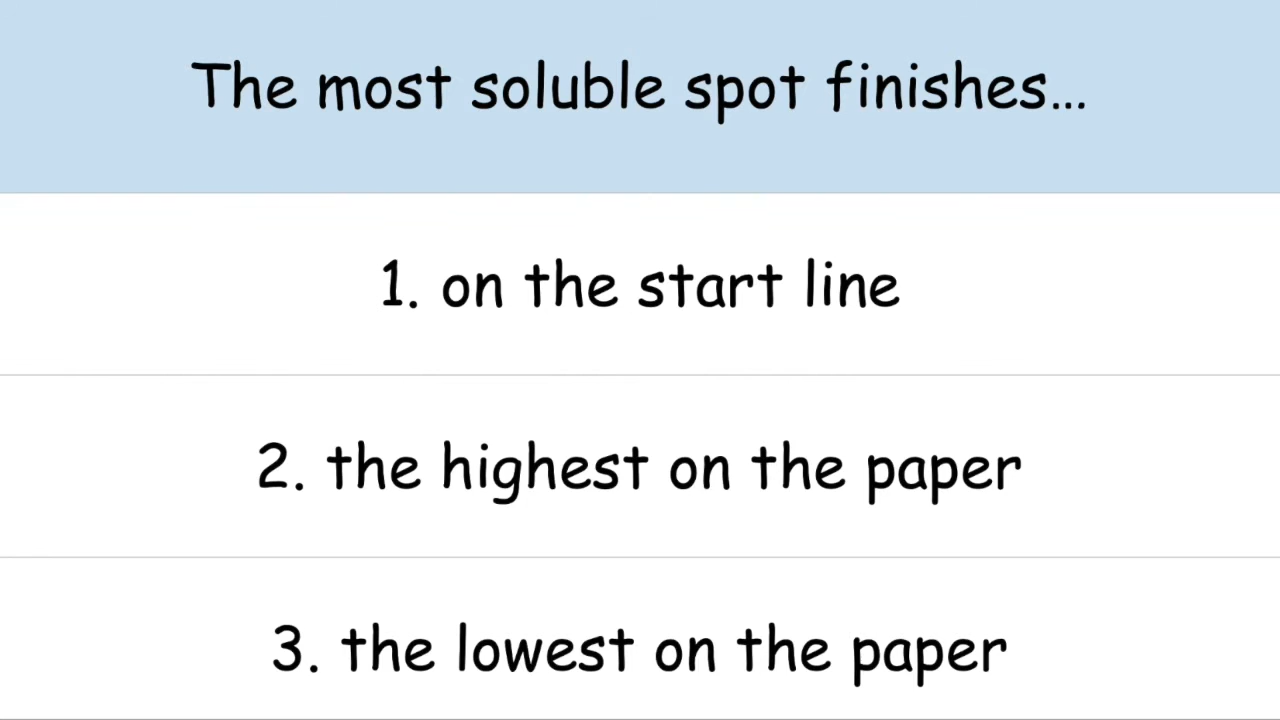 The most soluble spot finishes...
1. on the start line
2. the highest on the paper
3. the lowest on the paper